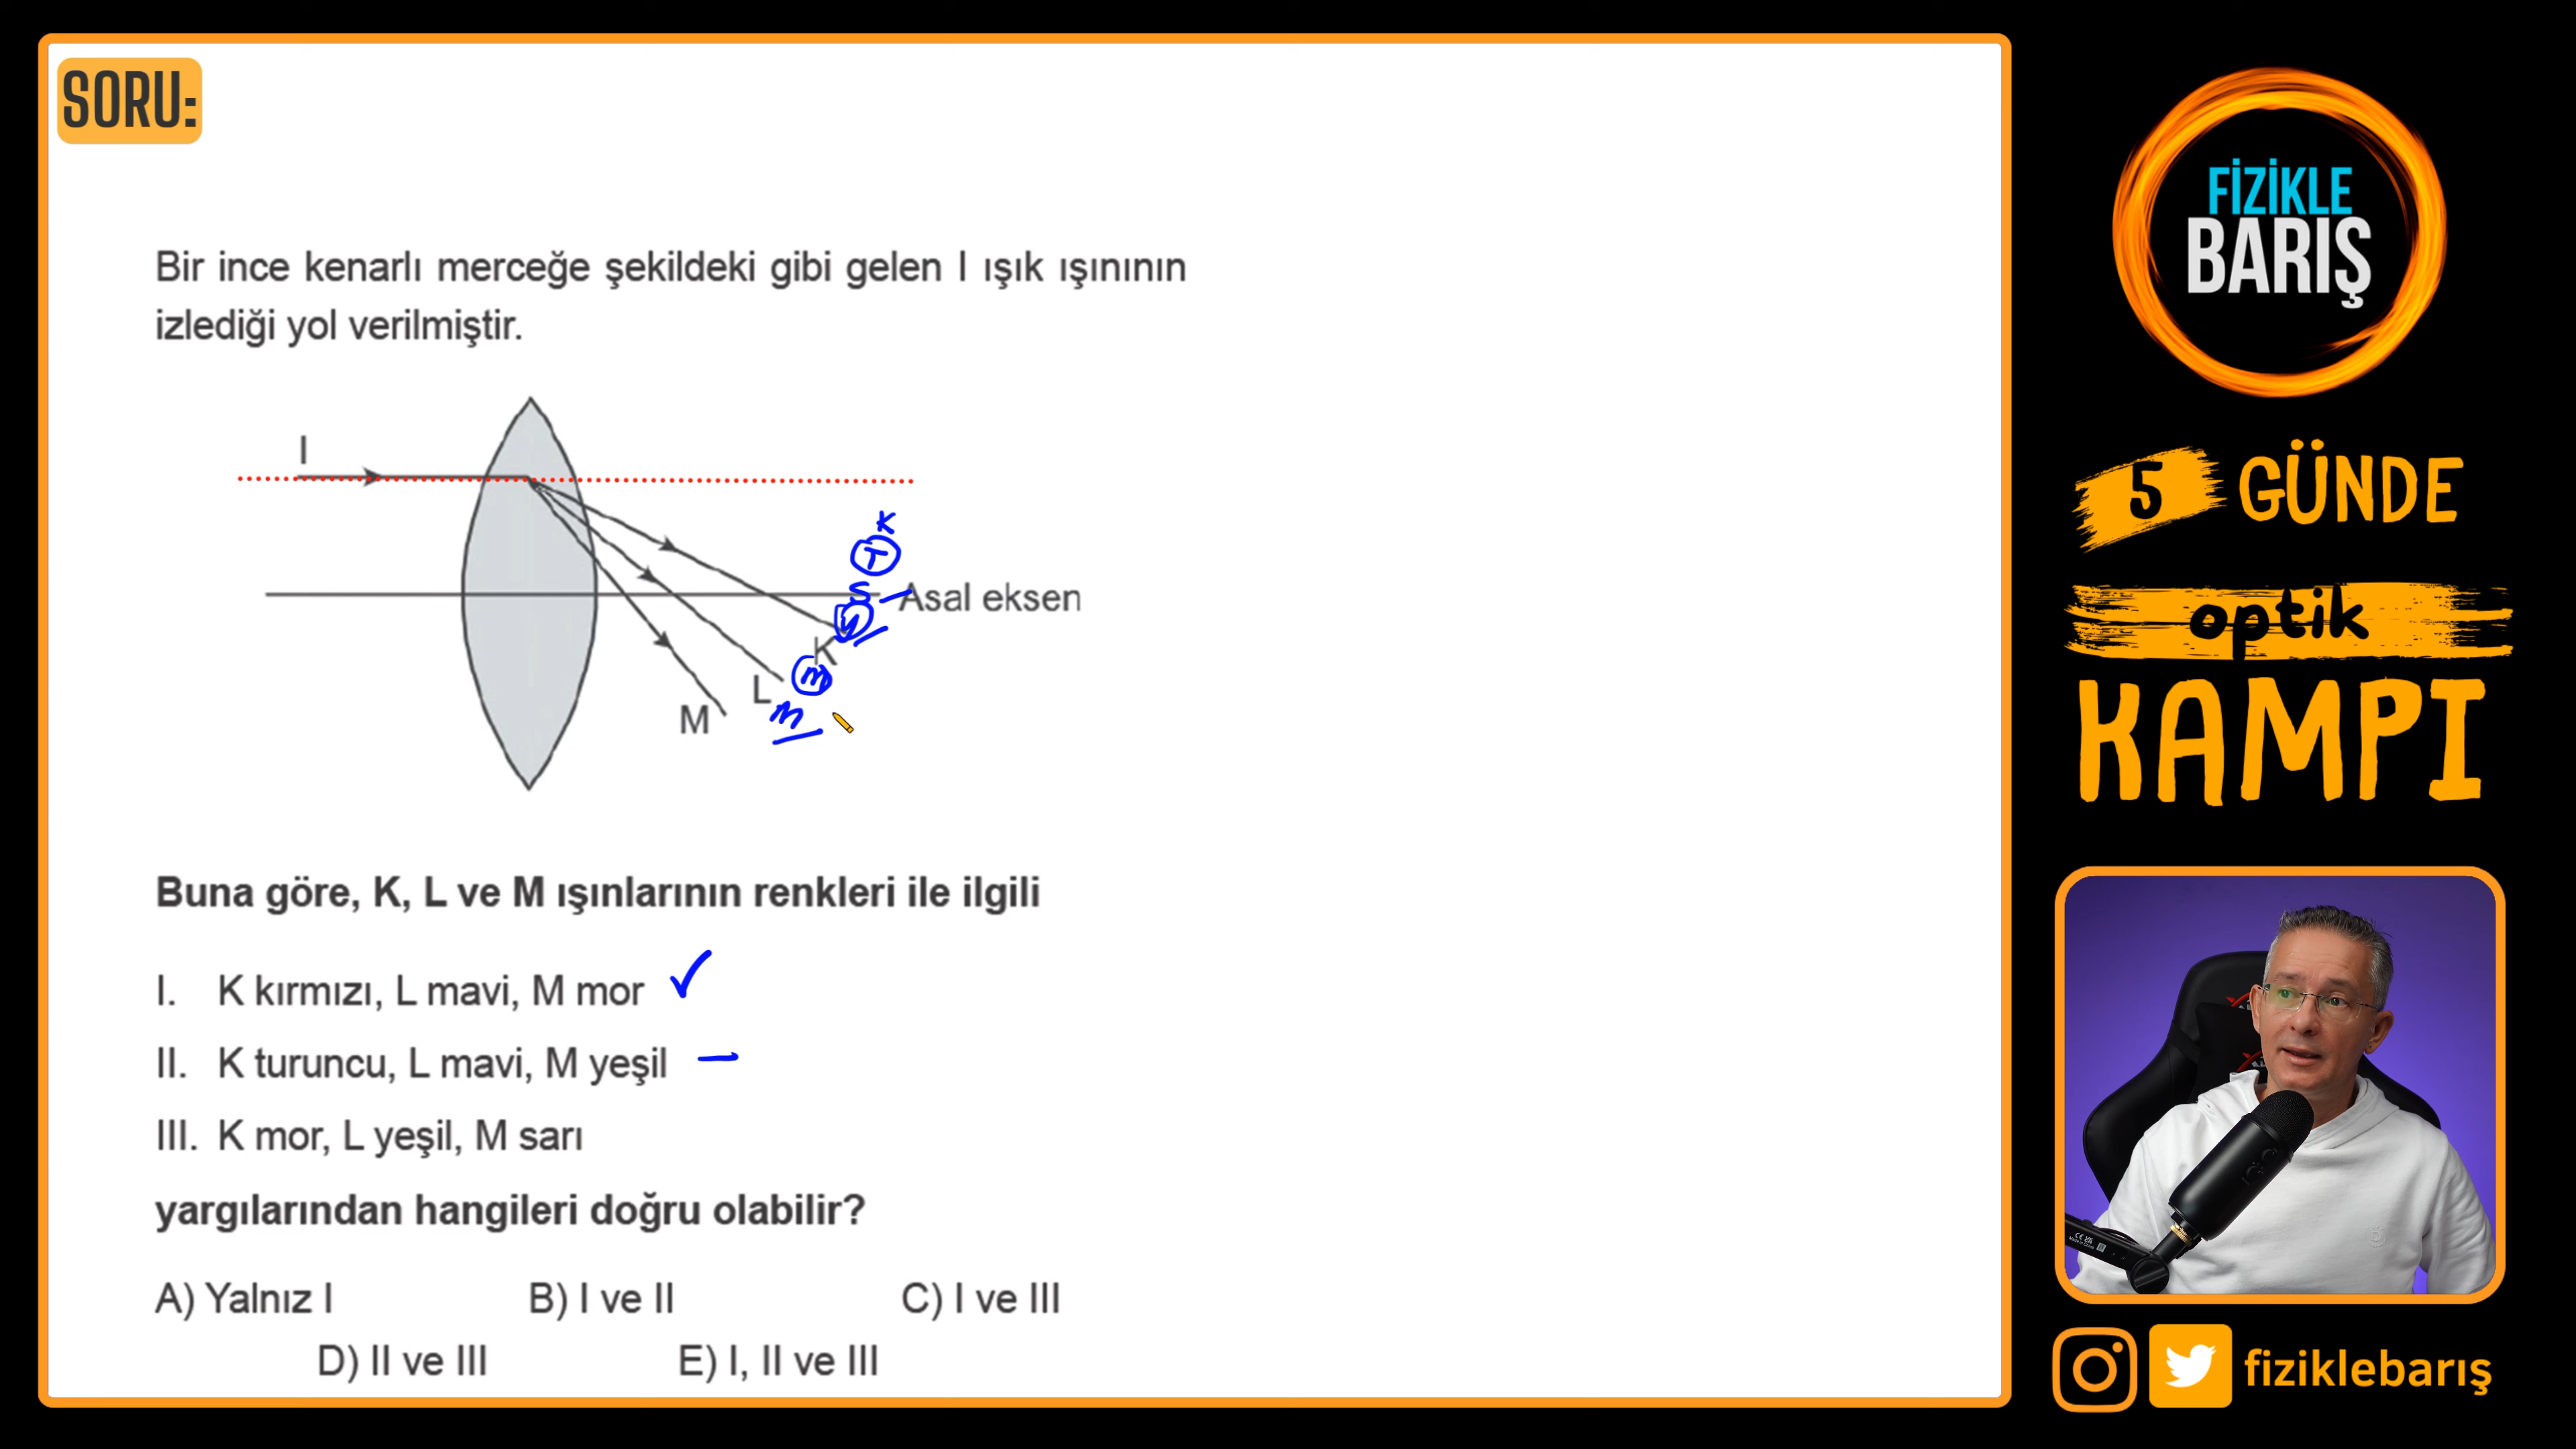 SORU:
Bir ince kenarlı merceğe şekildeki gibi gelen I ışık ışınının
izlediği yol verilmiştir.
I
K
T
S
Asal eksen
y
K
m
L
m
M
Buna göre, K, L ve M ışınlarının renkleri ile ilgili
I. K kırmızı, L mavi, M mor
II. K turuncu, L mavi, M yeşil
III. K mor, L yeşil, M sarı
yargılarından hangileri doğru olabilir?
A) Yalnız I B) I ve II C) I ve III
D) II ve III E) I, II ve III
FİZİKLE
BARIŞ
5 GÜNDE
optik
KAMPI
fiziklebarış